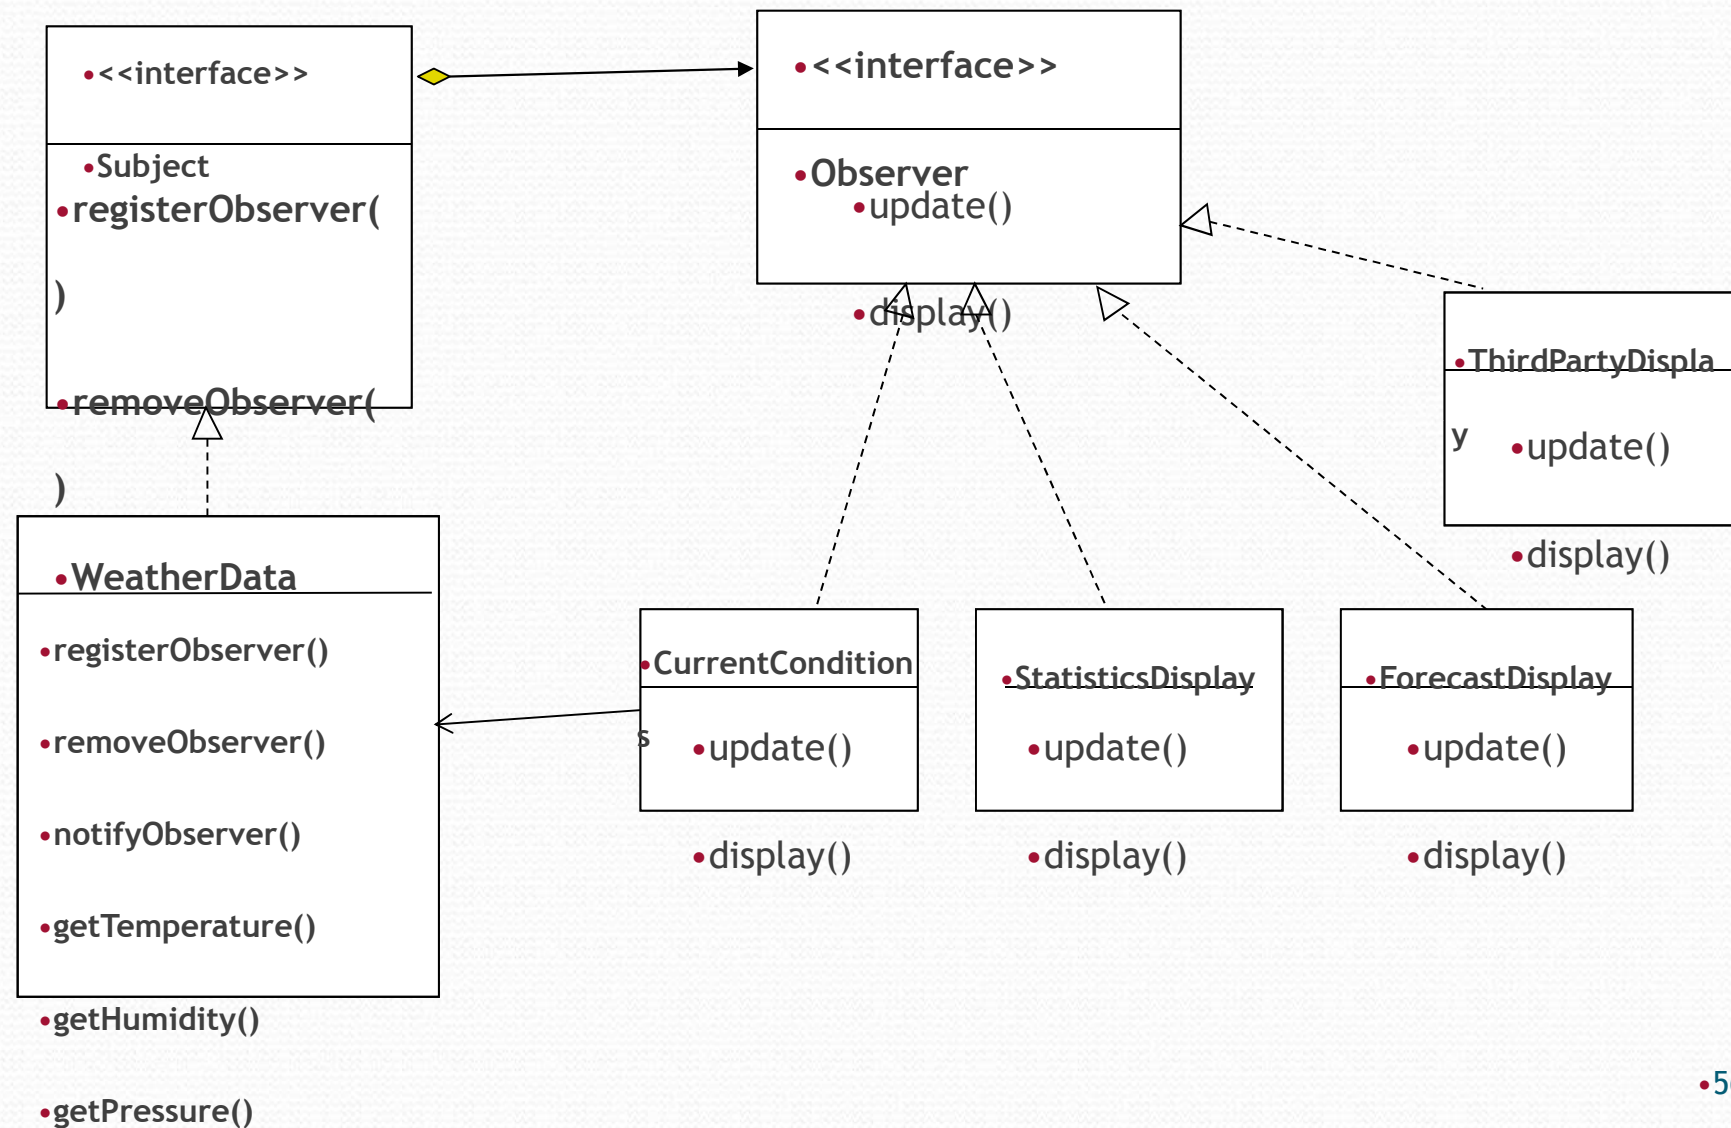 •<<interface>>
•Subject
•registerObserver(
)
•removeObserver(
)
•<<interface>>
•Observer
•update()
•display()
•ThirdPartyDispla
y
•update()
•display()
•WeatherData
•registerObserver()
•removeObserver()
•notifyObserver()
•getTemperature()
•getHumidity()
•getPressure()
•CurrentCondition
s
•update()
•display()
•StatisticsDisplay
•update()
•display()
•ForecastDisplay
•update()
•display()